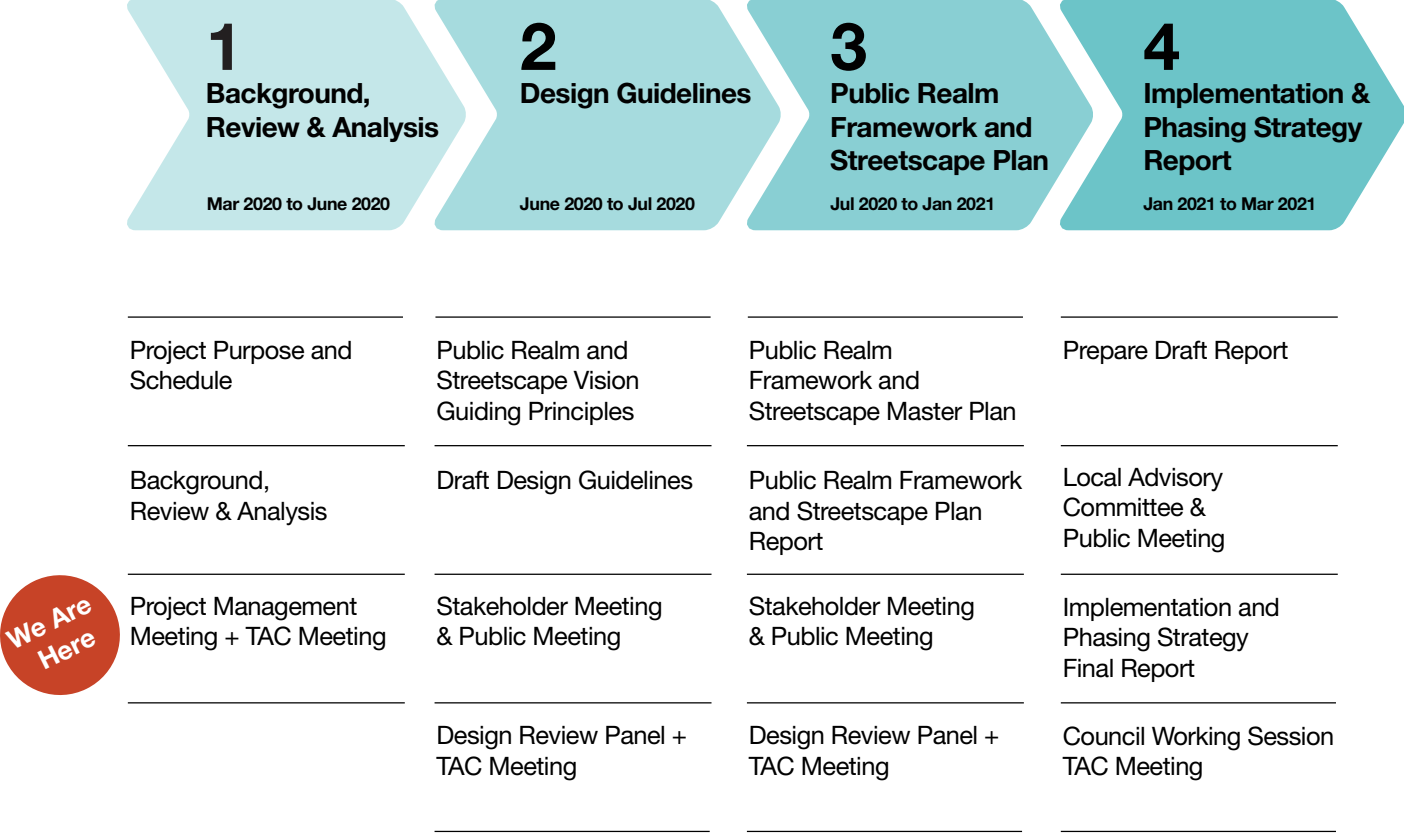 1
Background,
Review & Analysis
Mar 2020 to June 2020
2
Design Guidelines
June 2020 to Jul 2020
3
Public Realm
Framework and
Streetscape Plan
Jul 2020 to Jan 2021
4
Implementation &
Phasing Strategy
Report
Jan 2021 to Mar 2021
Project Purpose and
Schedule
Background,
Review & Analysis
We Are
Here
Project Management
Meeting + TAC Meeting
Public Realm and
Streetscape Vision
Guiding Principles
Draft Design Guidelines
Stakeholder Meeting
& Public Meeting
Design Review Panel +
TAC Meeting
Public Realm
Framework and
Streetscape Master Plan
Public Realm Framework
and Streetscape Plan
Report
Stakeholder Meeting
& Public Meeting
Design Review Panel +
TAC Meeting
Prepare Draft Report
Local Advisory
Committee &
Public Meeting
Implementation and
Phasing Strategy
Final Report
Council Working Session
TAC Meeting